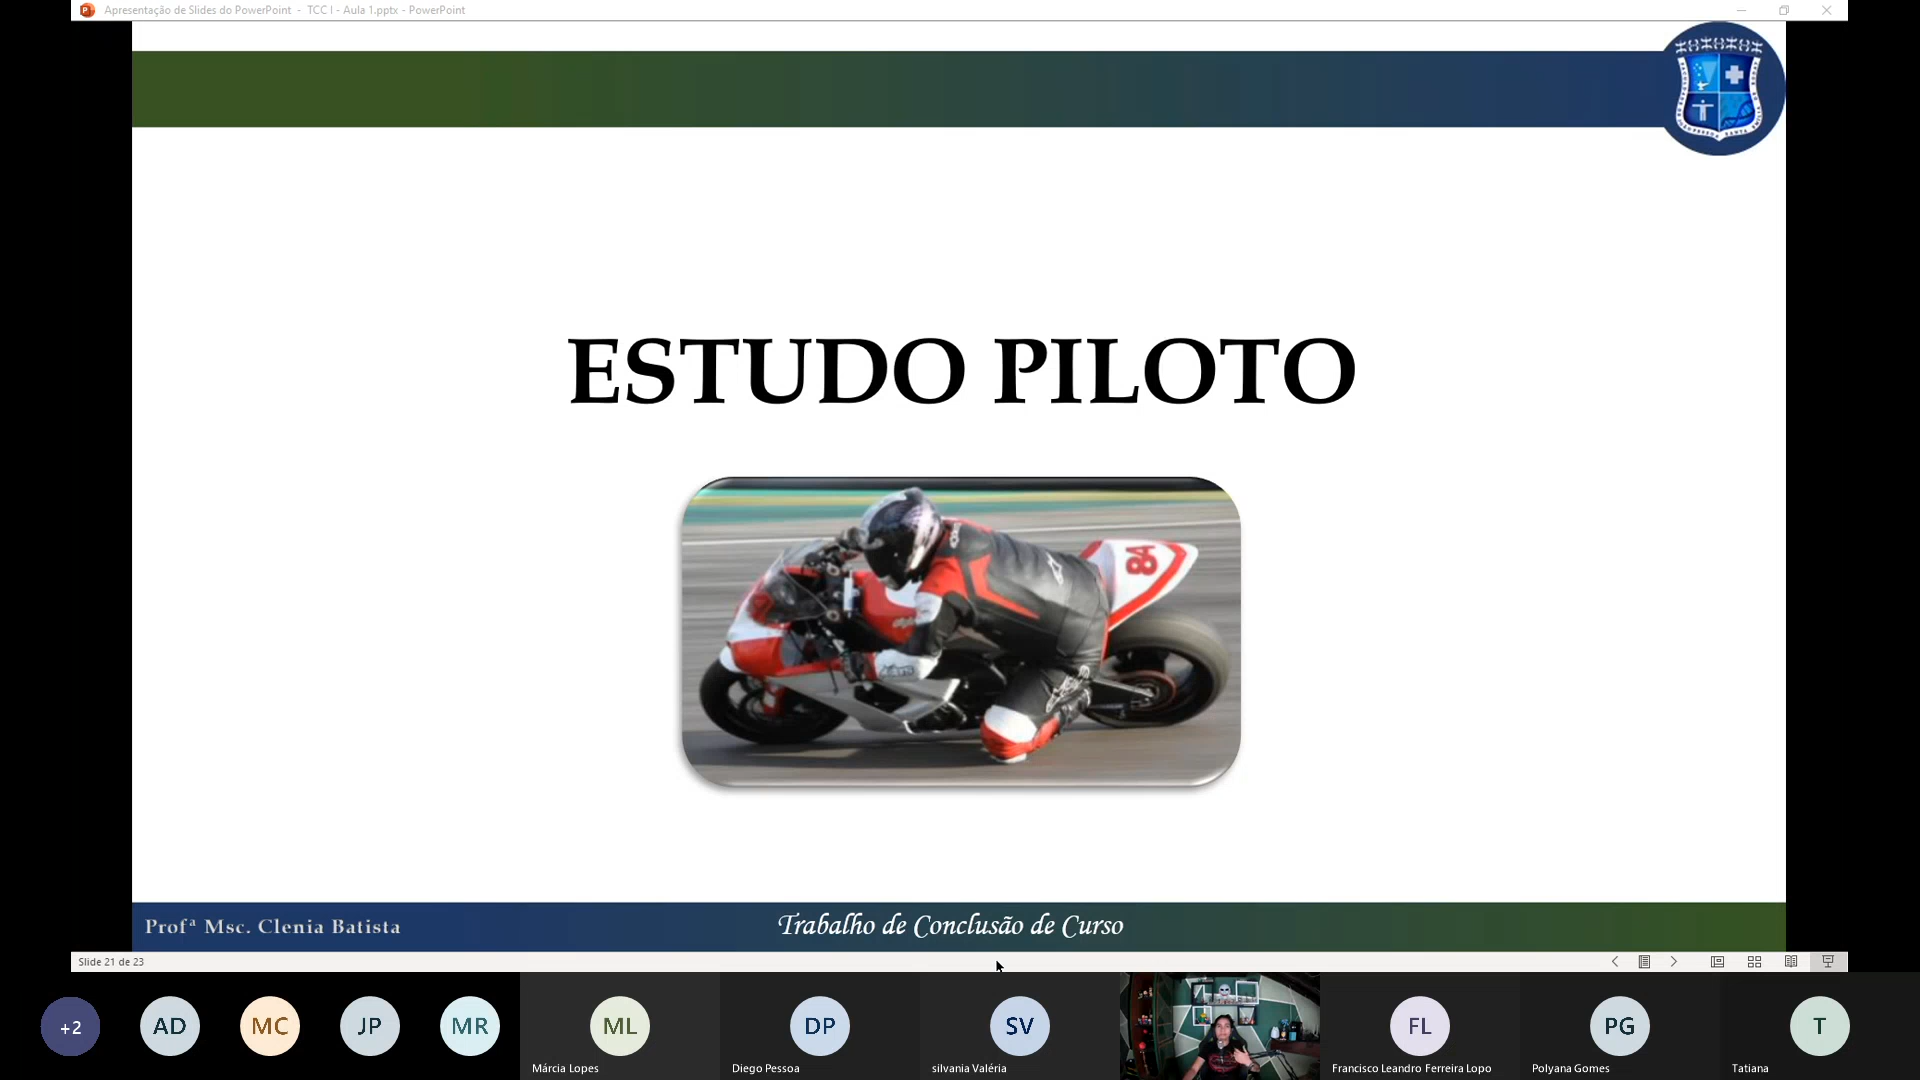 Apresentação de Slides do PowerPoint - TCC I - Aula 1.pptx - PowerPoint
ESTUDO PILOTO
84
Profª Msc. Clenia Batista
Trabalho de Conclusão de Curso
Slide 21 de 23
+2
AD
MC
JP
MR
ML
DP
SV
FL
PG
T
Márcia Lopes
Diego Pessoa
silvania Valéria
Francisco Leandro Ferreira Lopo
Polyana Gomes
Tatiana